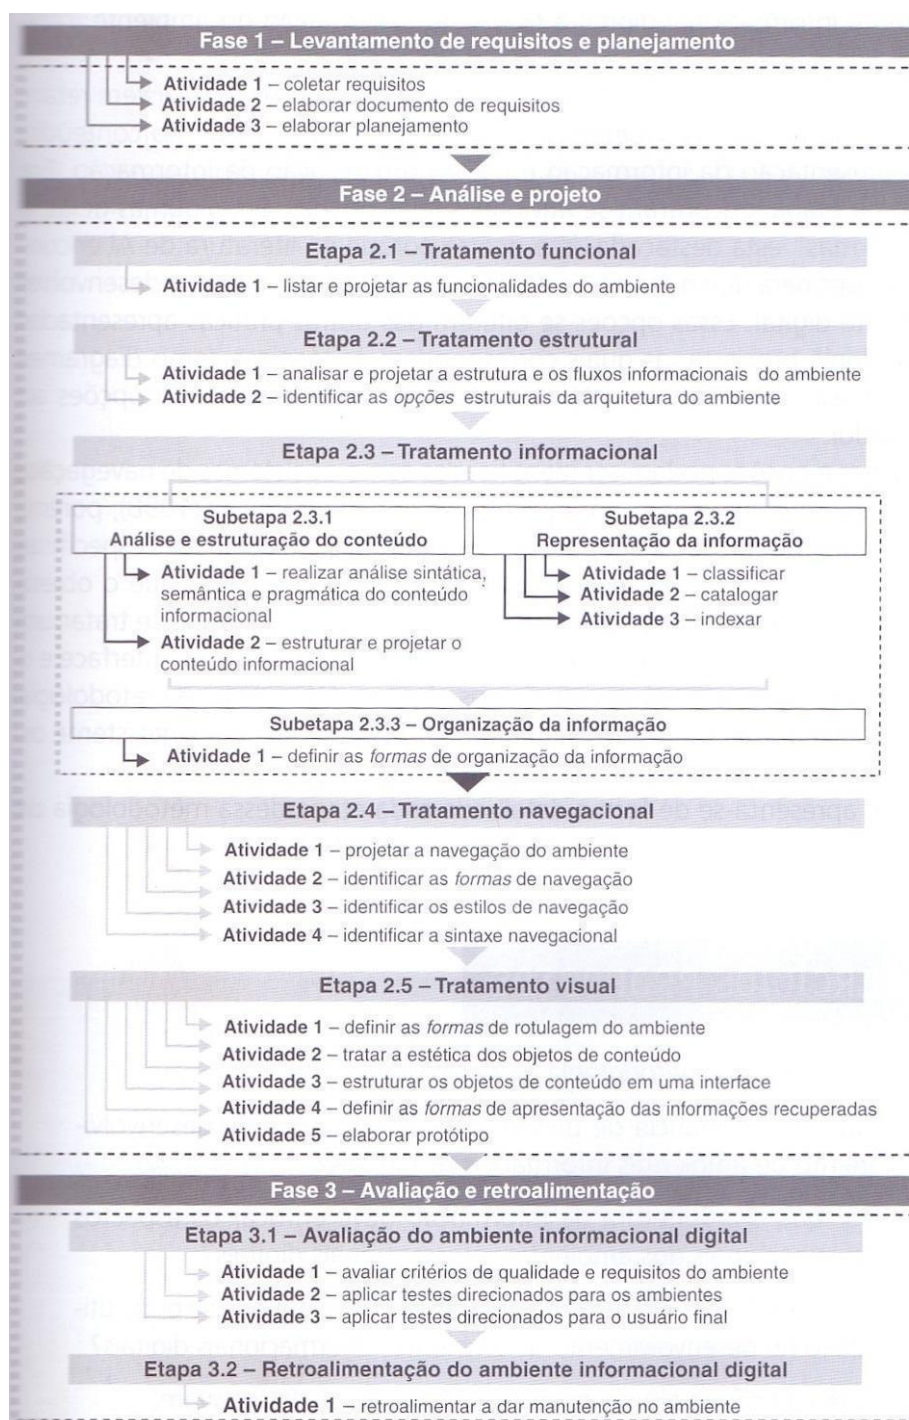 Fase 1 – Levantamento de requisitos e planejamento
Atividade 1 – coletar requisitos
Atividade 2 – elaborar documento de requisitos
Atividade 3 – elaborar planejamento
Fase 2 – Análise e projeto
Etapa 2.1 – Tratamento funcional
Atividade 1 – listar e projetar as funcionalidades do ambiente
Etapa 2.2 – Tratamento estrutural
Atividade 1 – analisar e projetar a estrutura e os fluxos informacionais do ambiente
Atividade 2 – identificar as opções estruturais da arquitetura do ambiente
Etapa 2.3 – Tratamento informacional
Subetapa 2.3.1
Análise e estruturação do conteúdo
Atividade 1 – realizar análise sintática,
semântica e pragmática do conteúdo
informacional
Atividade 2 – estruturar e projetar o
conteúdo informacional
Subetapa 2.3.2
Representação da informação
Atividade 1 – classificar
Atividade 2 – catalogar
Atividade 3 – indexar
Subetapa 2.3.3 – Organização da informação
Atividade 1 – definir as formas de organização da informação
Etapa 2.4 – Tratamento navegacional
Atividade 1 – projetar a navegação do ambiente
Atividade 2 – identificar as formas de navegação
Atividade 3 – identificar os estilos de navegação
Atividade 4 – identificar a sintaxe navegacional
Etapa 2.5 – Tratamento visual
Atividade 1 – definir as formas de rotulagem do ambiente
Atividade 2 – tratar a estética dos objetos de conteúdo
Atividade 3 – estruturar os objetos de conteúdo em uma interface
Atividade 4 – definir as formas de apresentação das informações recuperadas
Atividade 5 – elaborar protótipo
Fase 3 – Avaliação e retroalimentação
Etapa 3.1 – Avaliação do ambiente informacional digital
Atividade 1 – avaliar critérios de qualidade e requisitos do ambiente
Atividade 2 – aplicar testes direcionados para os ambientes
Atividade 3 – aplicar testes direcionados para o usuário final
Etapa 3.2 – Retroalimentação do ambiente informacional digital
Atividade 1 – retroalimentar a dar manutenção no ambiente